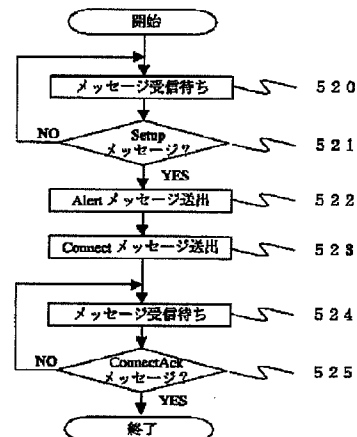 開始
メッセージ受信待ち
520
Setup
メッセージ？
521
NO
YES
Alert メッセージ送出
522
Connect メッセージ送出
523
メッセージ受信待ち
524
ConnectAck
メッセージ？
525
NO
YES
終了